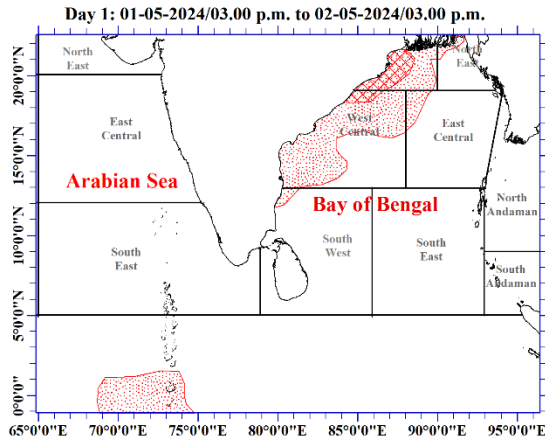 Day 1: 01-05-2024/03.00 p.m. to 02-05-2024/03.00 p.m.
North
East
North
East
20°0'0"N
East
Central
West
Central
East
Central
15°0'0"N
Arabian Sea
Bay of Bengal
North
Andaman
10°0'0"N
South
East
South
West
South
East
South
Andaman
5°0'0"N
0°0'0"
65°0'0"E 70°0'0"E 75°0'0"E 80°0'0"E 85°0'0"E 90°0'0"E 95°0'0"E